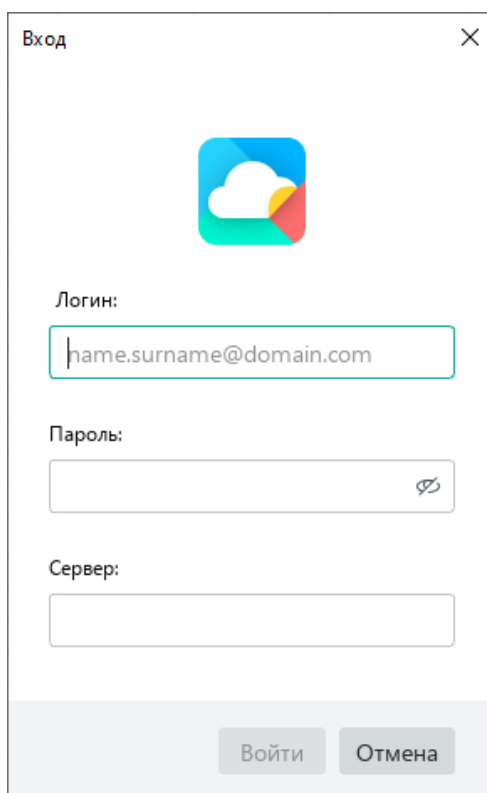 Вход
Логин:
name.surname@domain.com
Пароль:
Сервер:
Войти Отмена